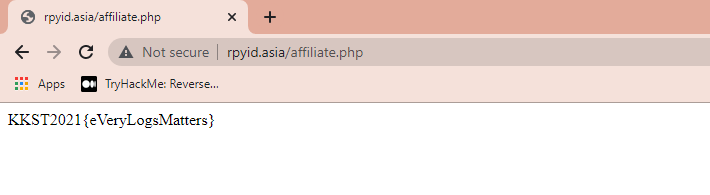 rpyid.asia/affiliate.php
Not secure rpyid.asia/affiliate.php
Apps TryHackMe: Reverse...
KKST2021{eVeryLogsMatters}